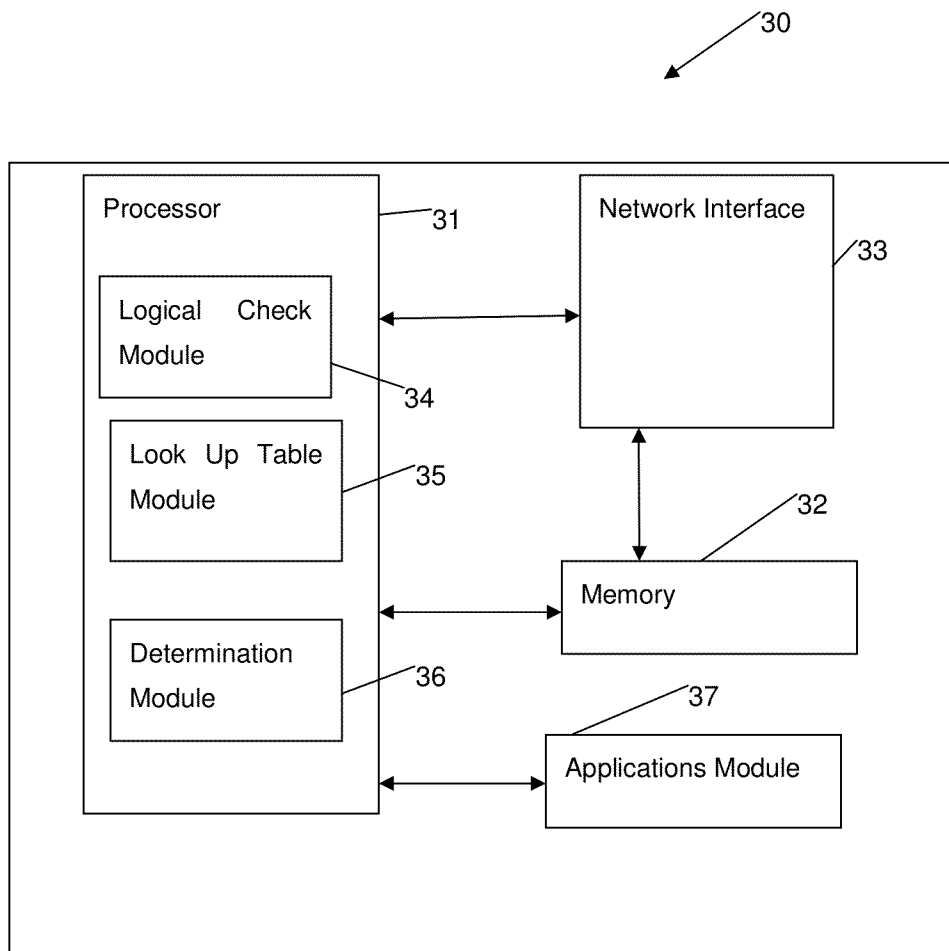 30
Processor
31
Network Interface
33
Logical Check
Module
34
Look Up Table
Module
35
32
Memory
Determination
Module
36
37
Applications Module